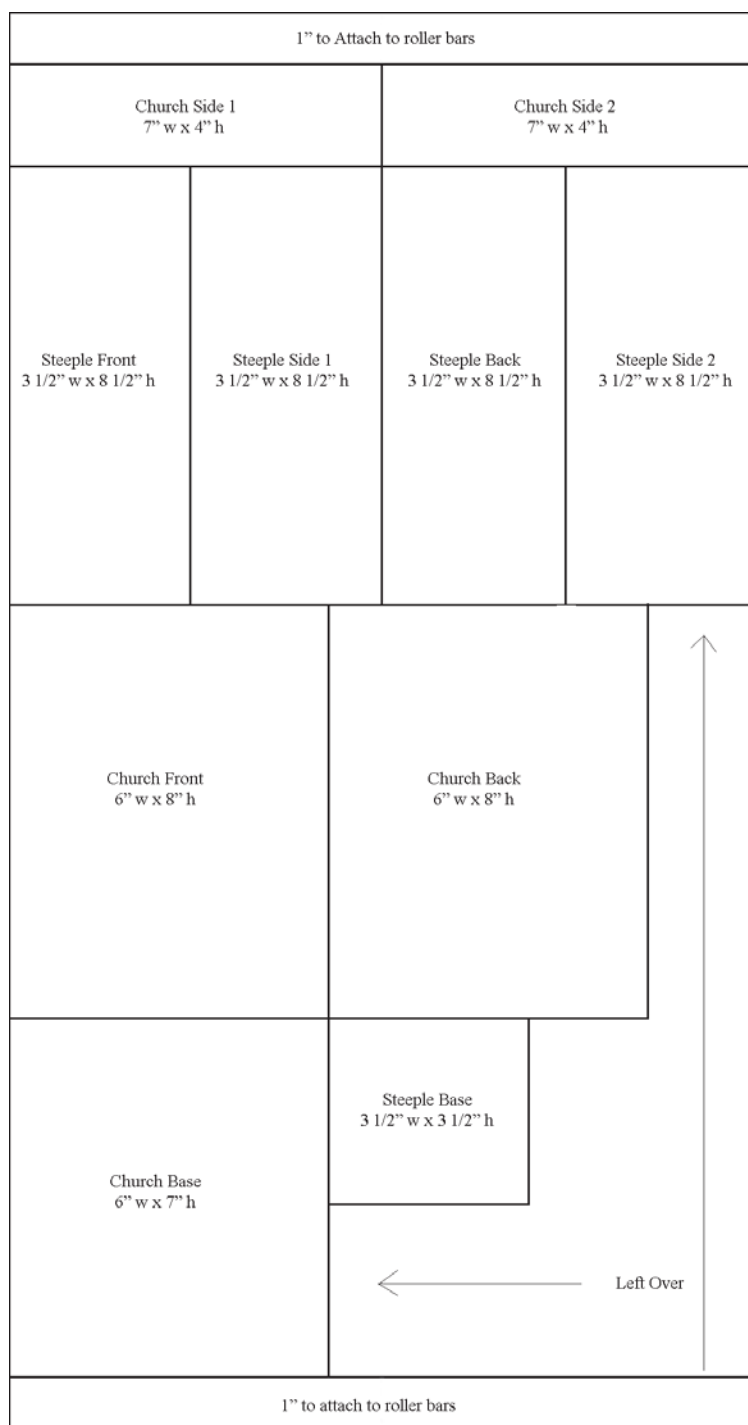 1” to Attach to roller bars
Church Side 1
7” w x 4” h
Church Side 2
7” w x 4” h
Steeple Front
3 1/2” w x 8 1/2” h
Steeple Side 1
3 1/2” w x 8 1/2” h
Steeple Back
3 1/2” w x 8 1/2” h
Steeple Side 2
3 1/2” w x 8 1/2” h
Church Front
6” w x 8” h
Church Back
6” w x 8” h
Steeple Base
3 1/2” w x 3 1/2” h
Church Base
6” w x 7” h
Left Over
1” to attach to roller bars